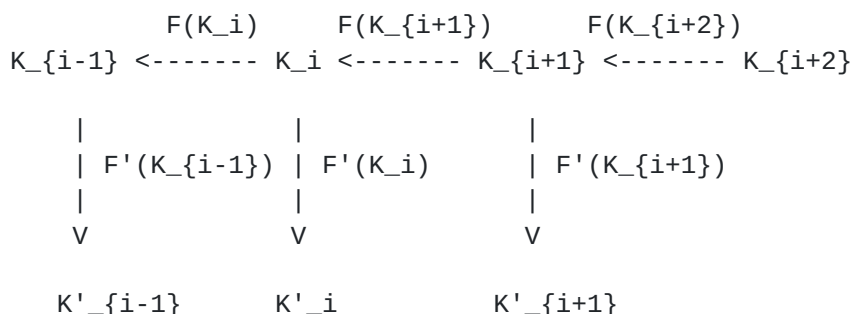 F(K_i) F(K_{i+1}) F(K_{i+2})
K_{i-1} <------- K_i <------- K_{i+1} <------- K_{i+2}
| | |
| F'(K_{i-1}) | F'(K_i) | F'(K_{i+1})
| | |
V V V
K'_{i-1} K'_i K'_{i+1}